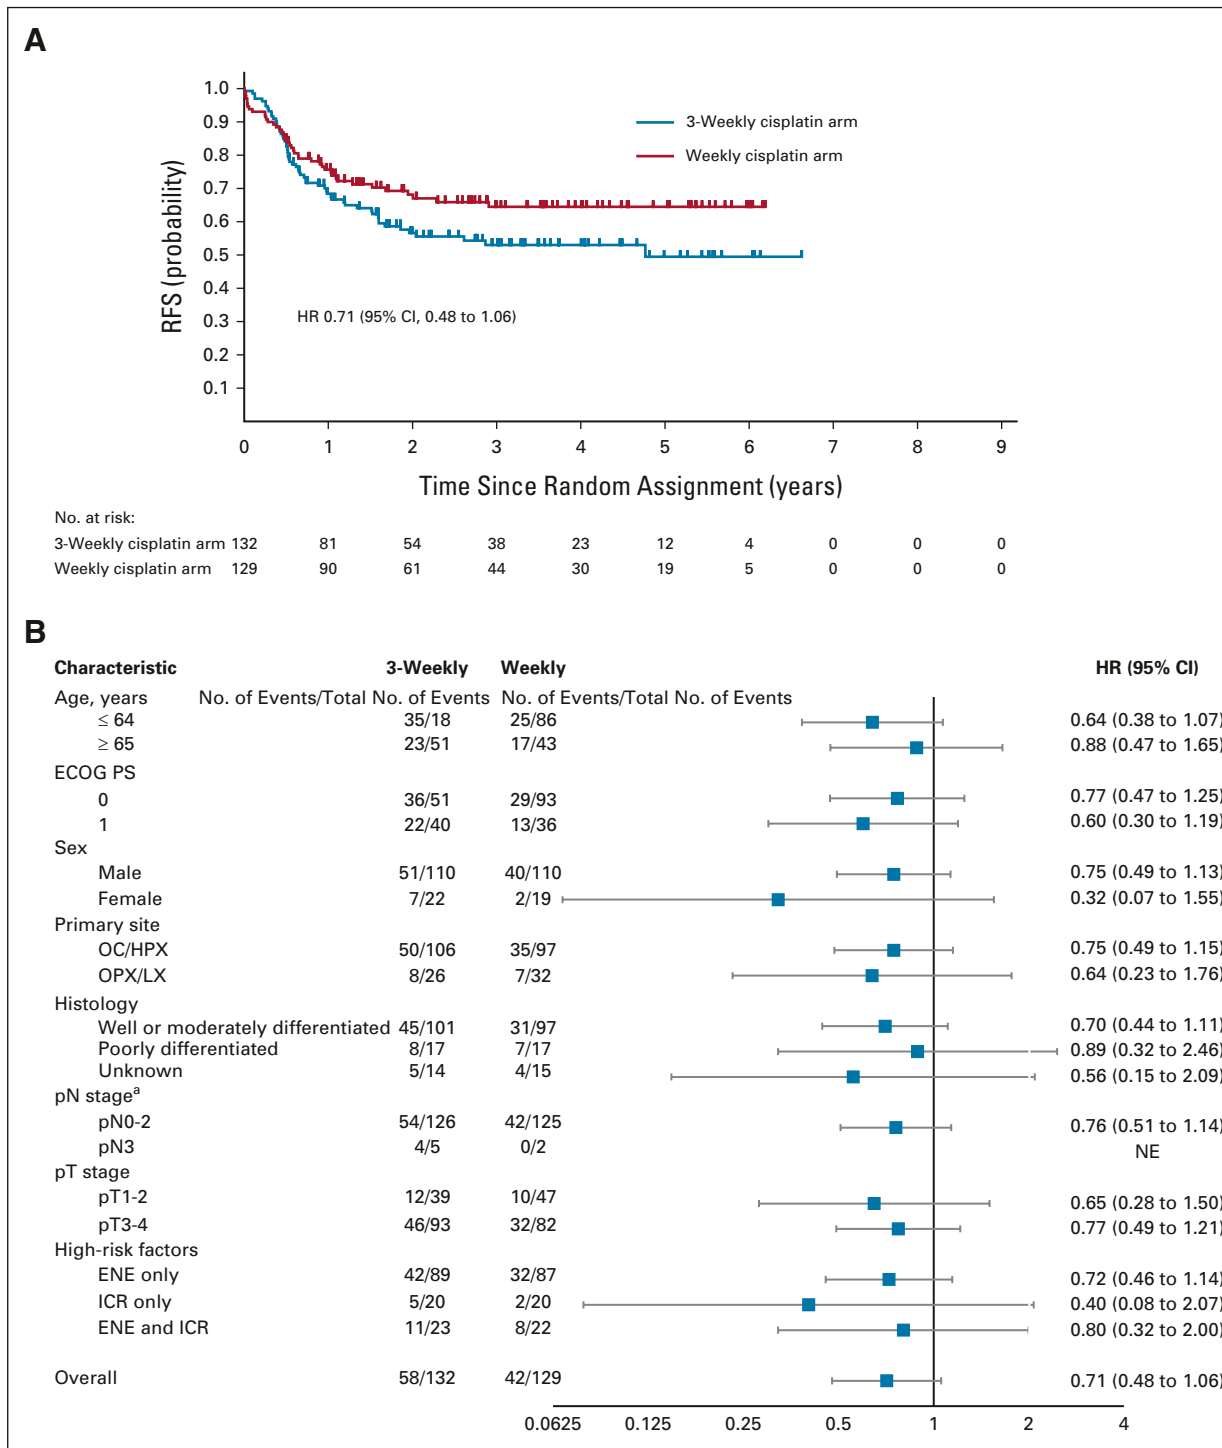 A
1.0
0.9
0.8
0.7
0.6
0.5
0.4
0.3
0.2
0.1
RFS (probability)
3-Weekly cisplatin arm
Weekly cisplatin arm
HR 0.71 (95% CI, 0.48 to 1.06)
0 1 2 3 4 5 6 7 8 9
Time Since Random Assignment (years)
No. at risk:
3-Weekly cisplatin arm 132 81 54 38 23 12 4 0 0 0
Weekly cisplatin arm 129 90 61 44 30 19 5 0 0 0
B
Characteristic 3-Weekly Weekly HR (95% CI)
Age, years No. of Events/Total No. of Events No. of Events/Total No. of Events
≤ 64 35/18 25/86 0.64 (0.38 to 1.07)
≥ 65 23/51 17/43 0.88 (0.47 to 1.65)
ECOG PS
0 36/51 29/93 0.77 (0.47 to 1.25)
1 22/40 13/36 0.60 (0.30 to 1.19)
Sex
Male 51/110 40/110 0.75 (0.49 to 1.13)
Female 7/22 2/19 0.32 (0.07 to 1.55)
Primary site
OC/HPX 50/106 35/97 0.75 (0.49 to 1.15)
OPX/LX 8/26 7/32 0.64 (0.23 to 1.76)
Histology
Well or moderately differentiated 45/101 31/97 0.70 (0.44 to 1.11)
Poorly differentiated 8/17 7/17 0.89 (0.32 to 2.46)
Unknown 5/14 4/15 0.56 (0.15 to 2.09)
pN stageᵃ
pN0-2 54/126 42/125 0.76 (0.51 to 1.14)
pN3 4/5 0/2 NE
pT stage
pT1-2 12/39 10/47 0.65 (0.28 to 1.50)
pT3-4 46/93 32/82 0.77 (0.49 to 1.21)
High-risk factors
ENE only 42/89 32/87 0.72 (0.46 to 1.14)
ICR only 5/20 2/20 0.40 (0.08 to 2.07)
ENE and ICR 11/23 8/22 0.80 (0.32 to 2.00)
Overall 58/132 42/129 0.71 (0.48 to 1.06)
0.0625 0.125 0.25 0.5 1 2 4